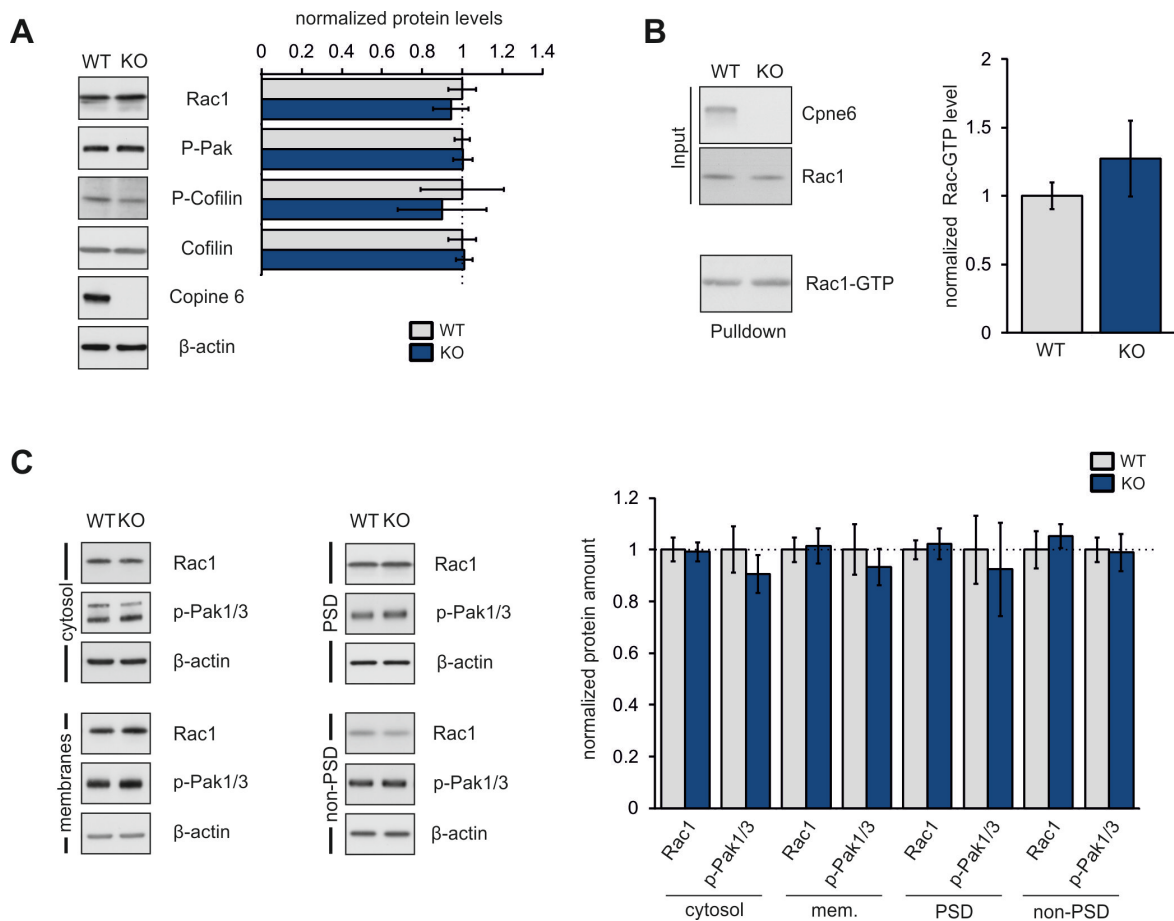 A
normalized protein levels
0 0.2 0.4 0.6 0.8 1 1.2 1.4
WT KO
Rac1
P-Pak
P-Cofilin
Cofilin
Copine 6
β-actin
WT
KO
B
WT KO
Input
Cpne6
Rac1
Rac1-GTP
Pulldown
normalized Rac-GTP level
2
1.5
1
0.5
0
WT KO
C
WT KO
cytosol
Rac1
p-Pak1/3
β-actin
membranes
Rac1
p-Pak1/3
β-actin
WT KO
PSD
Rac1
p-Pak1/3
β-actin
non-PSD
Rac1
p-Pak1/3
β-actin
WT
KO
normalized protein amount
1.2
1
0.8
0.6
0.4
0.2
0
Rac1 p-Pak1/3 Rac1 p-Pak1/3 Rac1 p-Pak1/3 Rac1 p-Pak1/3
cytosol mem. PSD non-PSD